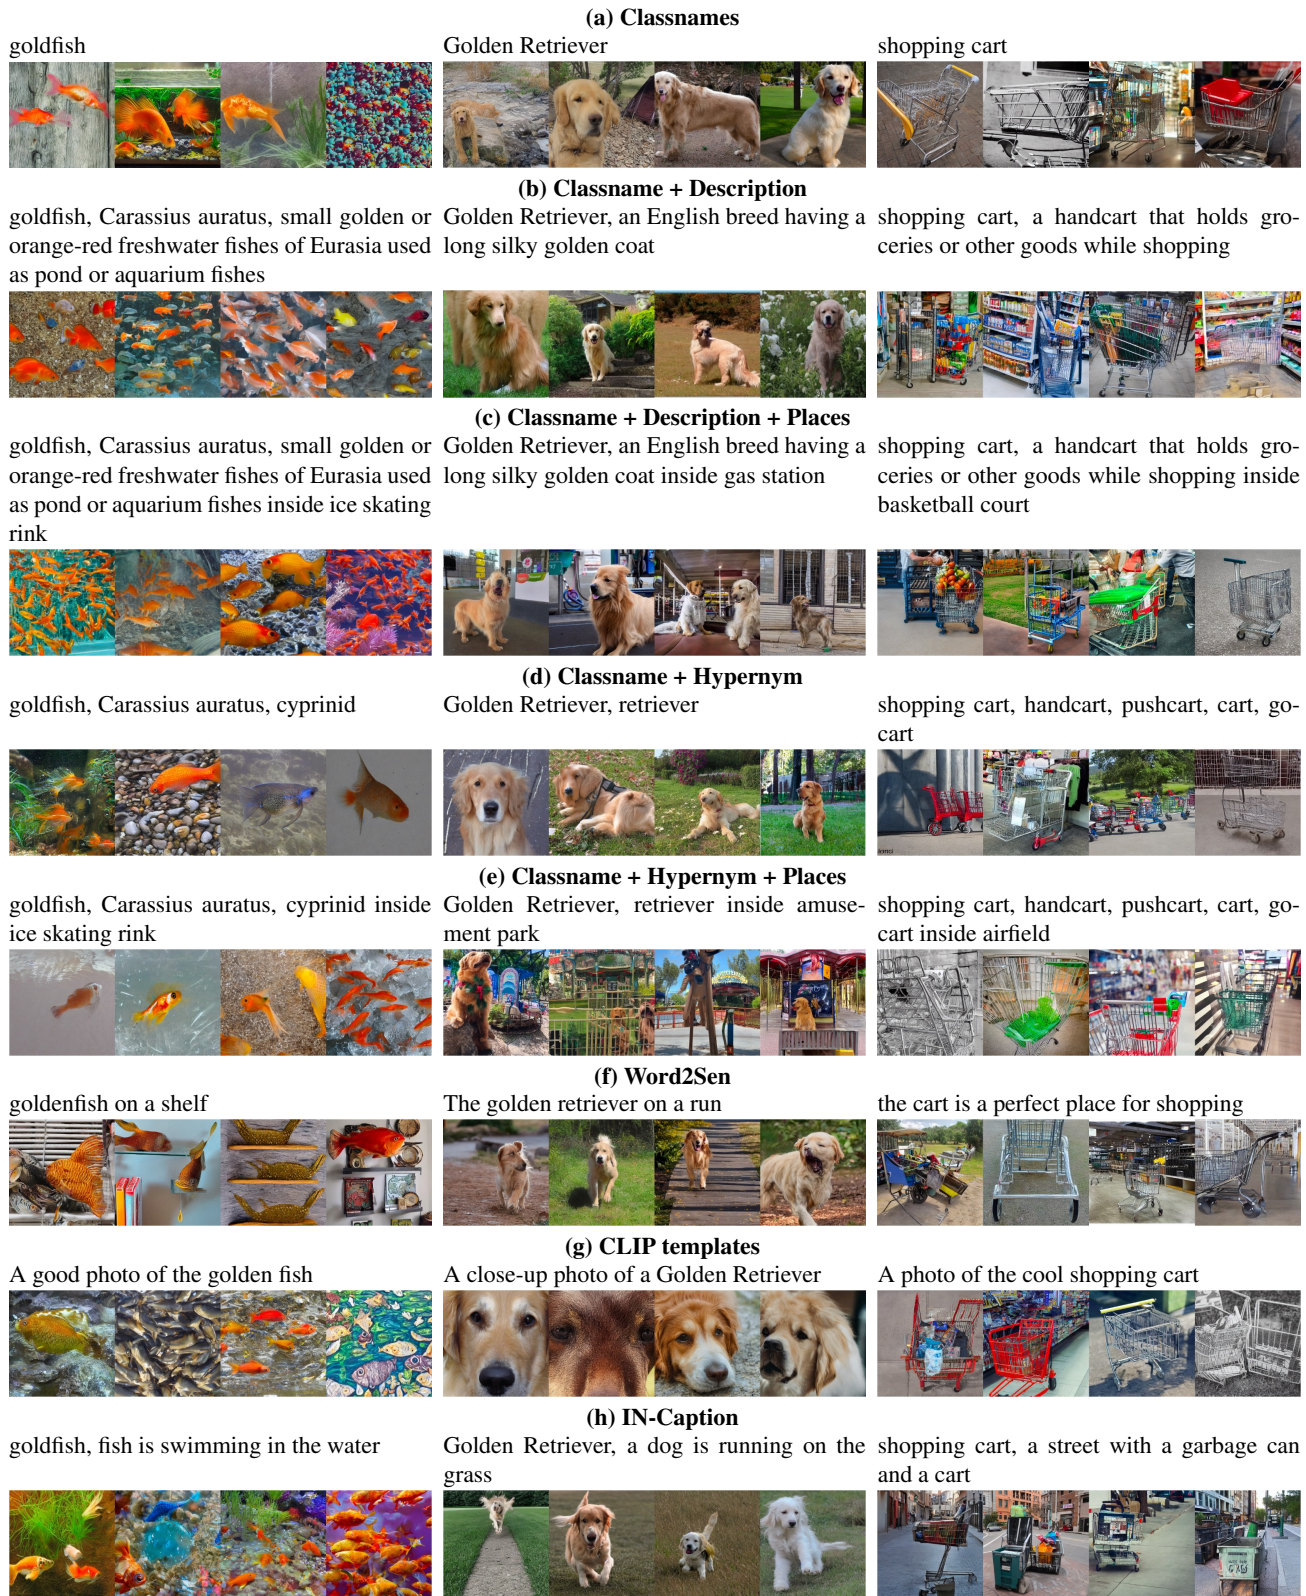 (a) Classnames
goldfish
Golden Retriever
shopping cart
(b) Classname + Description
goldfish, Carassius auratus, small golden or
orange-red freshwater fishes of Eurasia used
as pond or aquarium fishes
Golden Retriever, an English breed having a
long silky golden coat
shopping cart, a handcart that holds gro-
ceries or other goods while shopping
(c) Classname + Description + Places
goldfish, Carassius auratus, small golden or
orange-red freshwater fishes of Eurasia used
as pond or aquarium fishes inside ice skating
rink
Golden Retriever, an English breed having a
long silky golden coat inside gas station
shopping cart, a handcart that holds gro-
ceries or other goods while shopping inside
basketball court
(d) Classname + Hypernym
goldfish, Carassius auratus, cyprinid
Golden Retriever, retriever
shopping cart, handcart, pushcart, cart, go-
cart
(e) Classname + Hypernym + Places
goldfish, Carassius auratus, cyprinid inside
ice skating rink
Golden Retriever, retriever inside amuse-
ment park
shopping cart, handcart, pushcart, cart, go-
cart inside airfield
(f) Word2Sen
goldenfish on a shelf
The golden retriever on a run
the cart is a perfect place for shopping
(g) CLIP templates
A good photo of the golden fish
A close-up photo of a Golden Retriever
A photo of the cool shopping cart
(h) IN-Caption
goldfish, fish is swimming in the water
Golden Retriever, a dog is running on the
grass
shopping cart, a street with a garbage can
and a cart